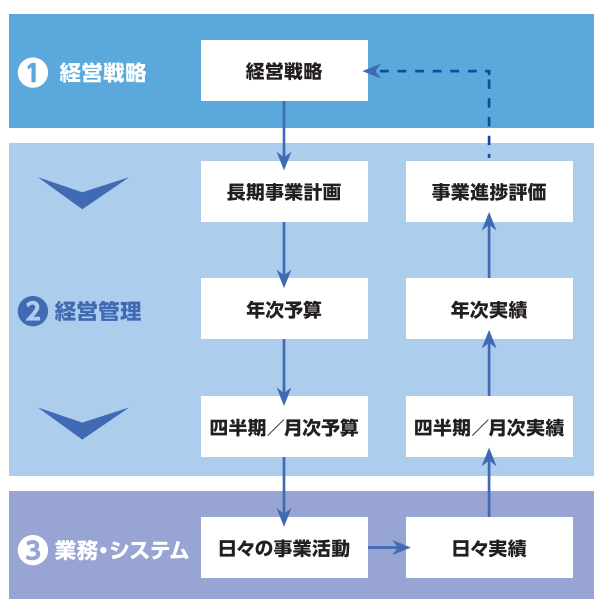 1 経営戦略
経営戦略
長期事業計画
事業進捗評価
2 経営管理
年次予算
年次実績
四半期／月次予算
四半期／月次実績
3 業務・システム
日々の事業活動
日々実績